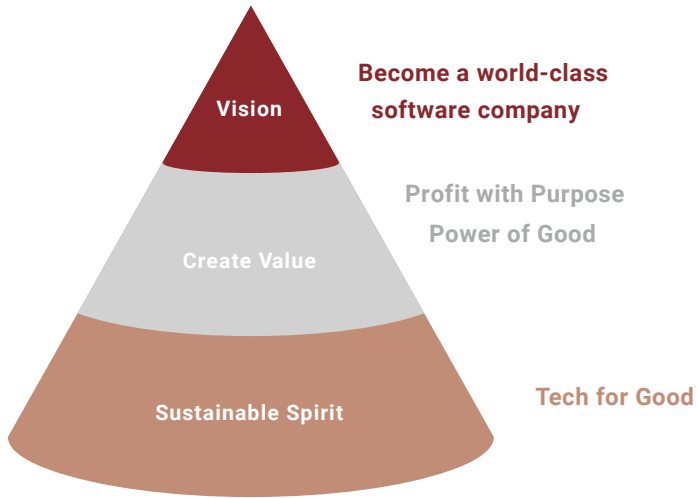 Vision
Become a world-class
software company
Create Value
Profit with Purpose
Power of Good
Sustainable Spirit
Tech for Good